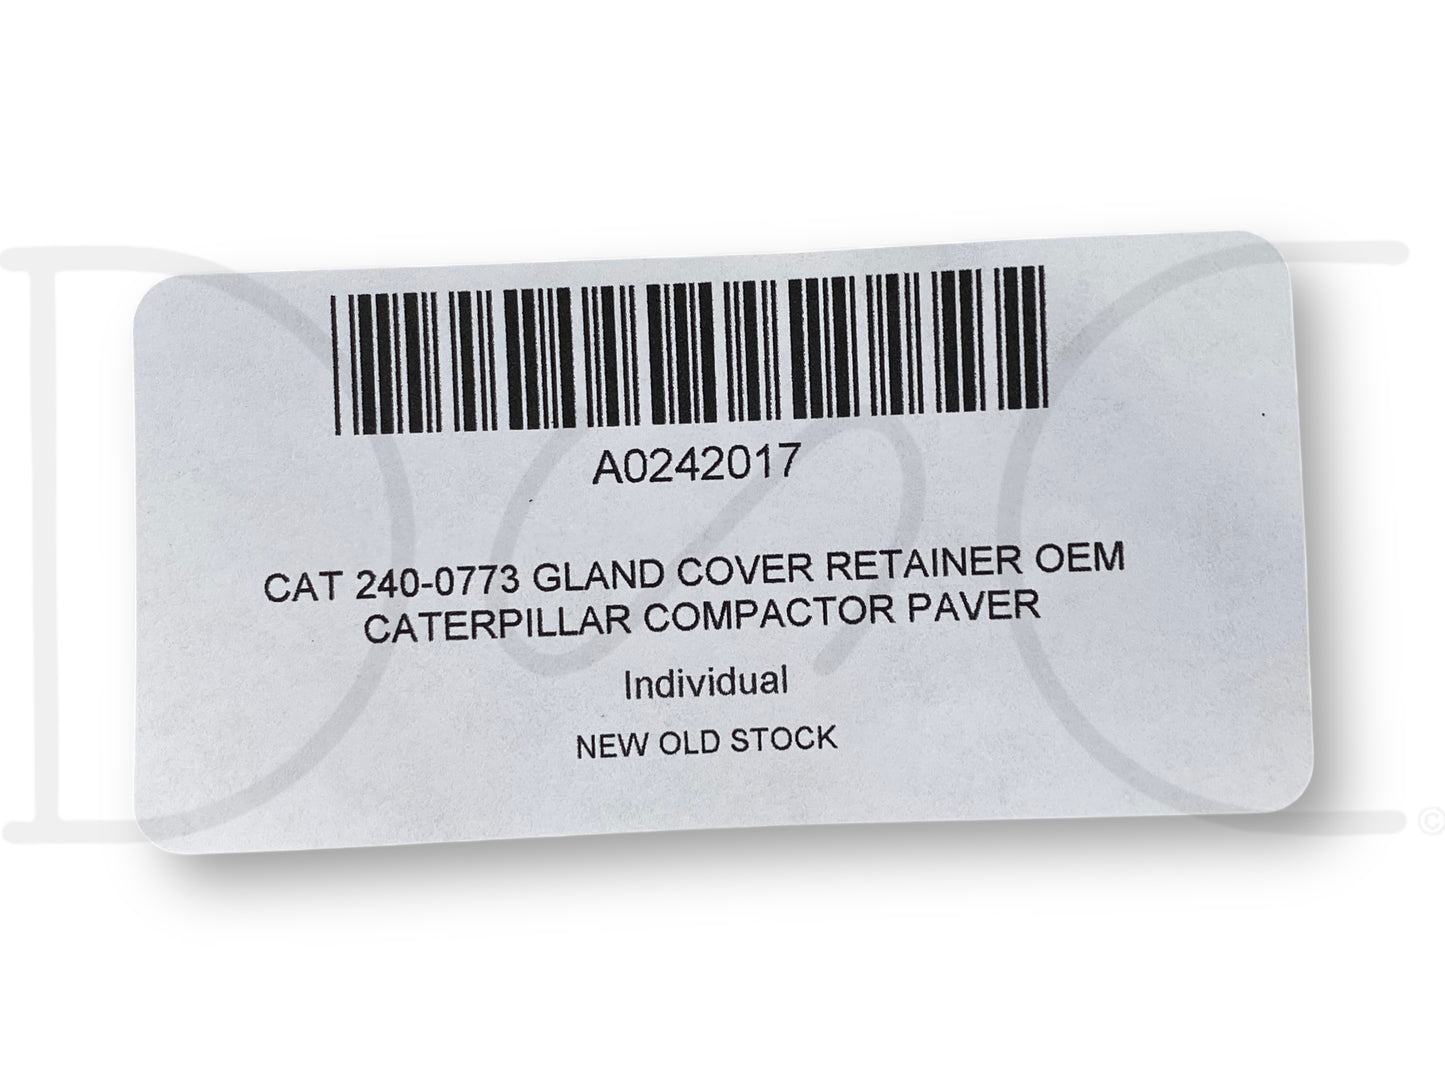 A0242017
CAT 240-0773 GLAND COVER RETAINER OEM
CATERPILLAR COMPACTOR PAVER
Individual
NEW OLD STOCK
©